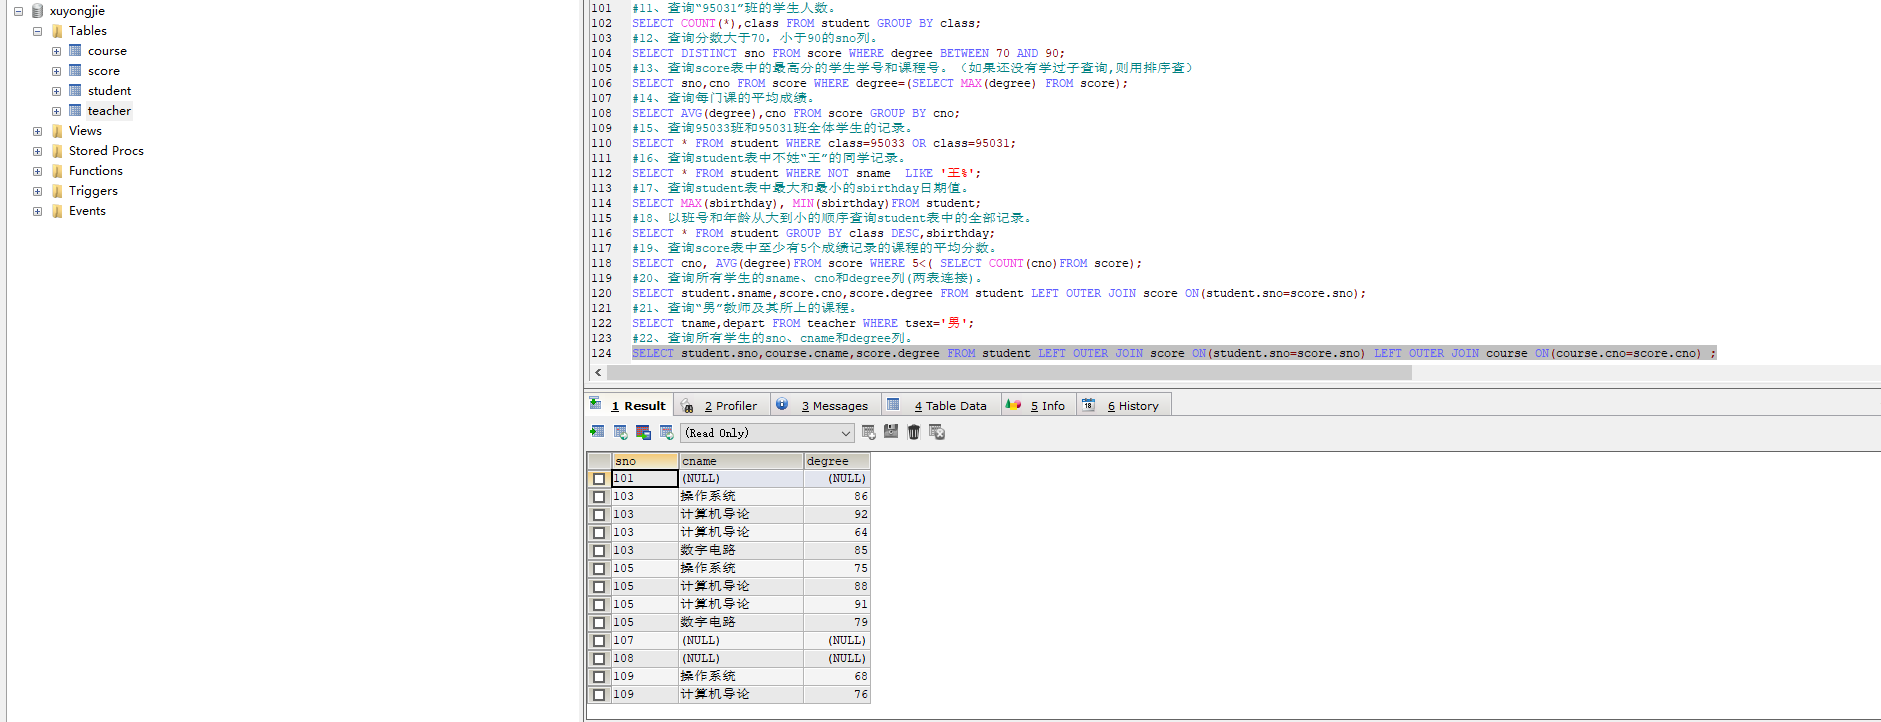 xuyongjie
Tables
course
score
student
teacher
Views
Stored Procs
Functions
Triggers
Events
101 #11、查询“95031”班的学生人数。
102 SELECT COUNT(*),class FROM student GROUP BY class;
103 #12、查询分数大于70，小于90的sno列。
104 SELECT DISTINCT sno FROM score WHERE degree BETWEEN 70 AND 90;
105 #13、查询score表中的最高分的学生学号和课程号。（如果还没有学过子查询,则用排序查）
106 SELECT sno,cno FROM score WHERE degree=(SELECT MAX(degree) FROM score);
107 #14、查询每门课的平均成绩。
108 SELECT AVG(degree),cno FROM score GROUP BY cno;
109 #15、查询95033班和95031班全体学生的记录。
110 SELECT * FROM student WHERE class=95033 OR class=95031;
111 #16、查询student表中不姓“王”的同学记录。
112 SELECT * FROM student WHERE NOT sname  LIKE '王%';
113 #17、查询student表中最大和最小的sbirthday日期值。
114 SELECT MAX(sbirthday), MIN(sbirthday)FROM student;
115 #18、以班号和年龄从大到小的顺序查询student表中的全部记录。
116 SELECT * FROM student GROUP BY class DESC,sbirthday;
117 #19、查询score表中至少有5个成绩记录的课程的平均分数。
118 SELECT cno, AVG(degree)FROM score WHERE 5<( SELECT COUNT(cno)FROM score);
119 #20、查询所有学生的sname、cno和degree列(两表连接)。
120 SELECT student.sname,score.cno,score.degree FROM student LEFT OUTER JOIN score ON(student.sno=score.sno);
121 #21、查询“男”教师及其所上的课程。
122 SELECT tname,depart FROM teacher WHERE tsex='男';
123 #22、查询所有学生的sno、cname和degree列。
124 SELECT student.sno,course.cname,score.degree FROM student LEFT OUTER JOIN score ON(student.sno=score.sno) LEFT OUTER JOIN course ON(course.cno=score.cno) ;
1 Result 2 Profiler 3 Messages 4 Table Data 5 Info 18 6 History
(Read Only)
sno cname degree
101 (NULL) (NULL)
103 操作系统 86
103 计算机导论 92
103 计算机导论 64
103 数字电路 85
105 操作系统 75
105 计算机导论 88
105 计算机导论 91
105 数字电路 79
107 (NULL) (NULL)
108 (NULL) (NULL)
109 操作系统 68
109 计算机导论 76